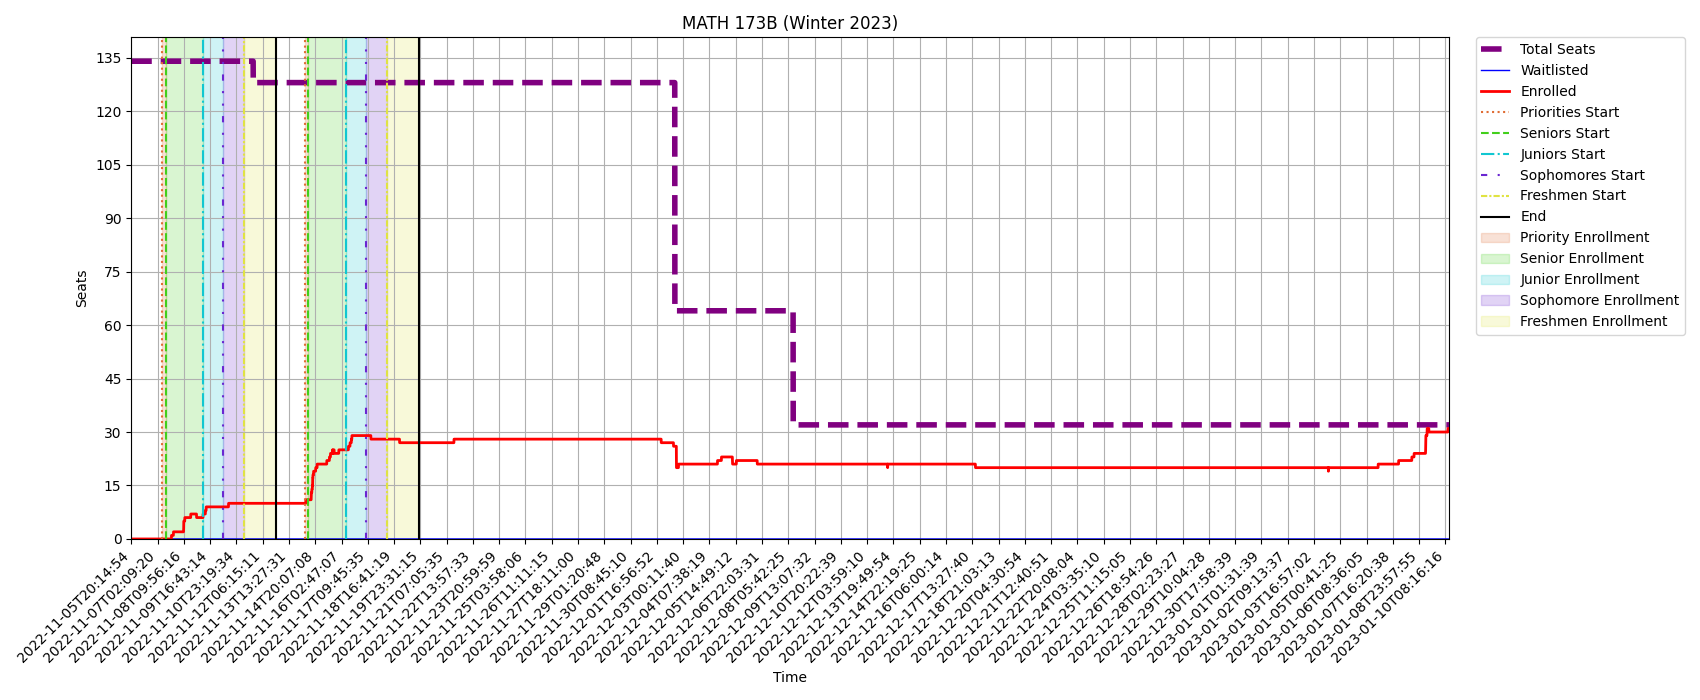 MATH 173B (Winter 2023)
Seats
135
120
105
90
75
60
45
30
15
0
2022-11-05T20:14:54
2022-11-07T02:09:20
2022-11-08T09:56:16
2022-11-09T16:43:14
2022-11-10T23:19:34
2022-11-12T06:15:11
2022-11-13T13:27:31
2022-11-14T20:07:08
2022-11-16T02:47:07
2022-11-17T09:45:35
2022-11-18T16:41:19
2022-11-19T23:31:15
2022-11-21T07:05:35
2022-11-22T13:57:33
2022-11-23T20:59:59
2022-11-25T03:58:06
2022-11-26T11:11:15
2022-11-27T18:11:00
2022-11-29T01:20:48
2022-11-30T08:45:10
2022-12-01T16:56:52
2022-12-03T00:11:40
2022-12-04T07:38:19
2022-12-05T14:49:12
2022-12-06T22:03:31
2022-12-08T05:42:25
2022-12-09T13:07:32
2022-12-10T20:22:39
2022-12-12T03:59:10
2022-12-13T19:49:54
2022-12-14T22:19:25
2022-12-16T06:00:14
2022-12-17T13:27:40
2022-12-18T21:03:13
2022-12-20T04:30:54
2022-12-21T12:40:51
2022-12-22T20:08:04
2022-12-24T03:35:10
2022-12-25T11:15:05
2022-12-26T18:54:26
2022-12-28T02:23:27
2022-12-29T10:04:28
2022-12-30T17:58:39
2023-01-01T01:31:39
2023-01-02T09:13:37
2023-01-03T16:57:02
2023-01-05T00:41:25
2023-01-06T08:36:05
2023-01-07T16:20:38
2023-01-08T23:57:55
2023-01-10T08:16:16
Time
Total Seats
Waitlisted
Enrolled
Priorities Start
Seniors Start
Juniors Start
Sophomores Start
Freshmen Start
End
Priority Enrollment
Senior Enrollment
Junior Enrollment
Sophomore Enrollment
Freshmen Enrollment